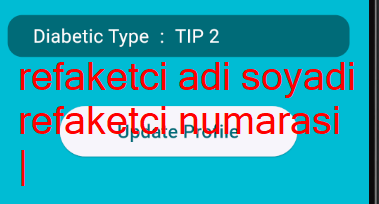 Diabetic Type : TIP 2
refaketci adi soyadi
refaketci numarasi
Update Profile